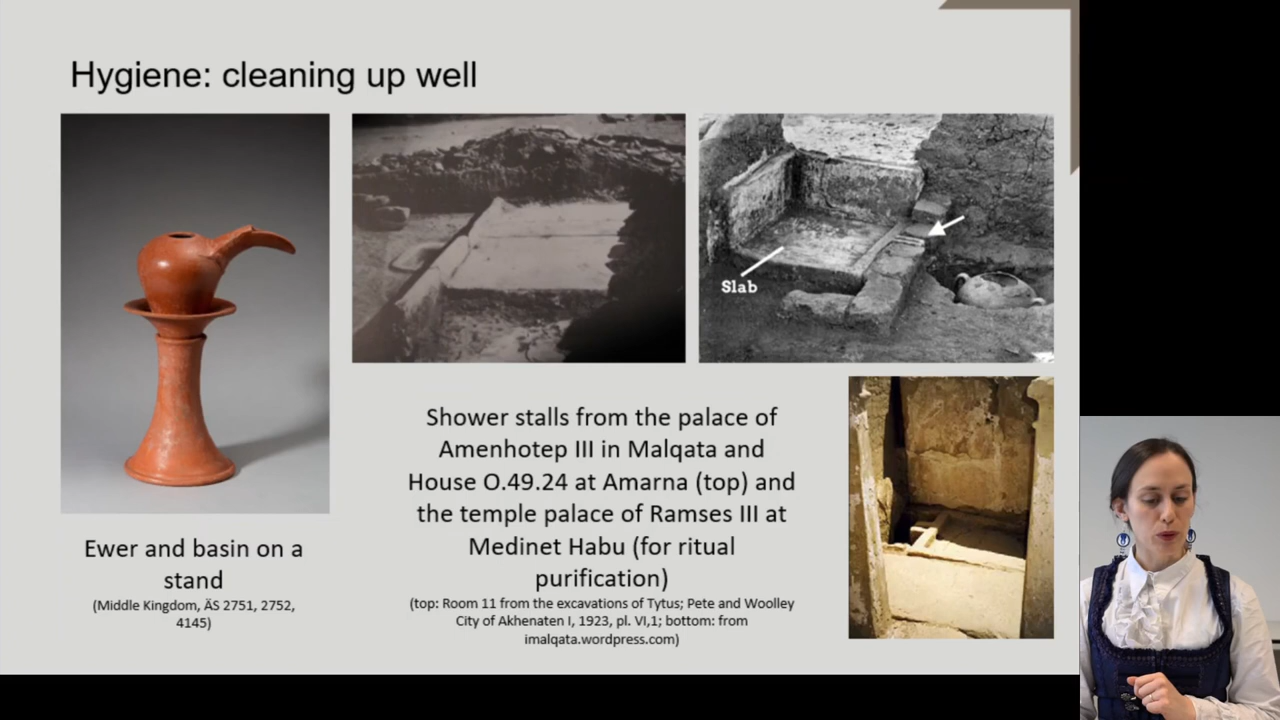 Hygiene: cleaning up well
Slab
Ewer and basin on a
stand
(Middle Kingdom, ÄS 2751, 2752,
4145)
Shower stalls from the palace of
Amenhotep III in Malqata and
House O.49.24 at Amarna (top) and
the temple palace of Ramses III at
Medinet Habu (for ritual
purification)
(top: Room 11 from the excavations of Tytus; Pete and Woolley
City of Akhenaten I, 1923, pl. VI,1; bottom: from
imalqata.wordpress.com)